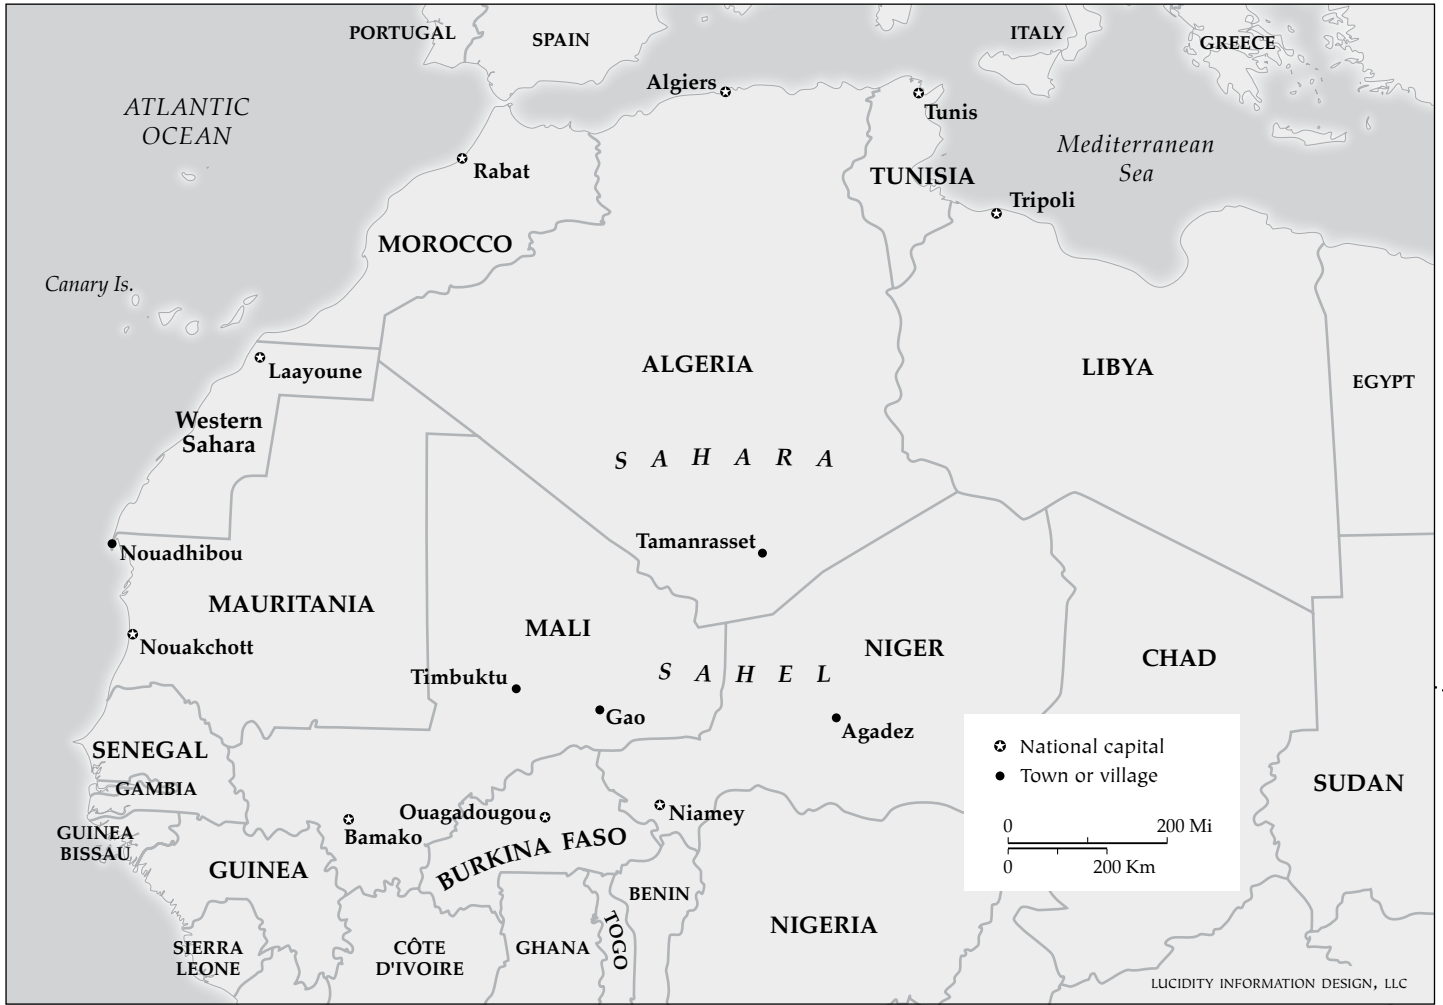 PORTUGAL
SPAIN
ITALY
GREECE
Algiers
Tunis
ATLANTIC
OCEAN
Mediterranean
Sea
Rabat
TUNISIA
Tripoli
MOROCCO
Canary Is.
Laayoune
ALGERIA
LIBYA
EGYPT
Western
Sahara
SAHARA
Tamanrasset
Nouadhibou
MAURITANIA
MALI
Nouakchott
NIGER
CHAD
Timbuktu
SAHEL
Gao
Agadez
SENEGAL
National capital
Town or village
GAMBIA
SUDAN
Ouagadougou
Niamey
GUINEA
BISSAU
Bamako
BURKINA FASO
0 200 Mi
0 200 Km
GUINEA
BENIN
NIGERIA
TOGO
SIERRA
LEONE
CÔTE
D'IVOIRE
GHANA
LUCIDITY INFORMATION DESIGN, LLC